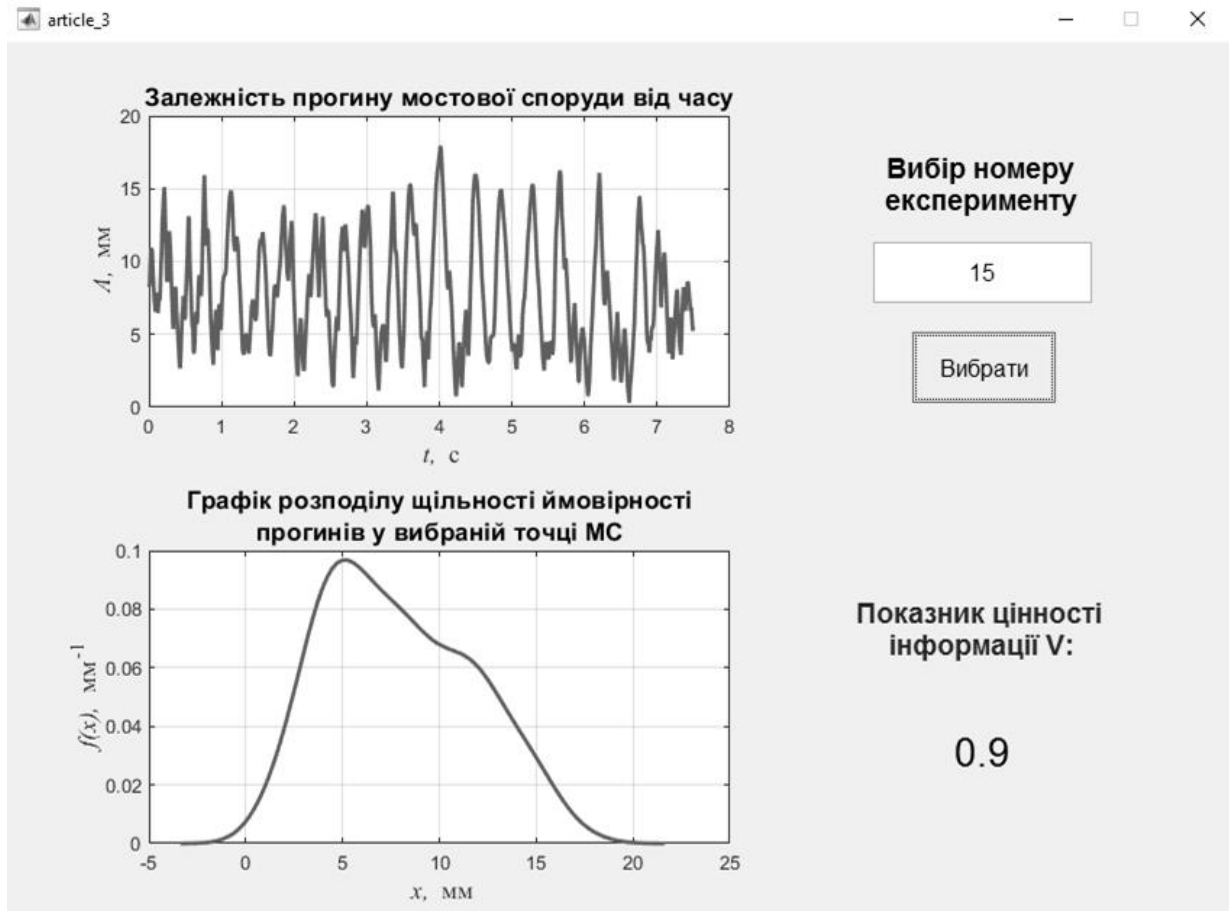 article_3
Залежність прогину мостової споруди від часу
20
15
10
5
0
A, мм
0 1 2 3 4 5 6 7 8
t, с
Вибір номеру
експерименту
15
Вибрати
Графік розподілу щільності ймовірності
прогинів у вибраній точці МС
0.1
0.08
0.06
0.04
0.02
0
f(x), мм⁻¹
-5 0 5 10 15 20 25
x, мм
Показник цінності
інформації V:
0.9